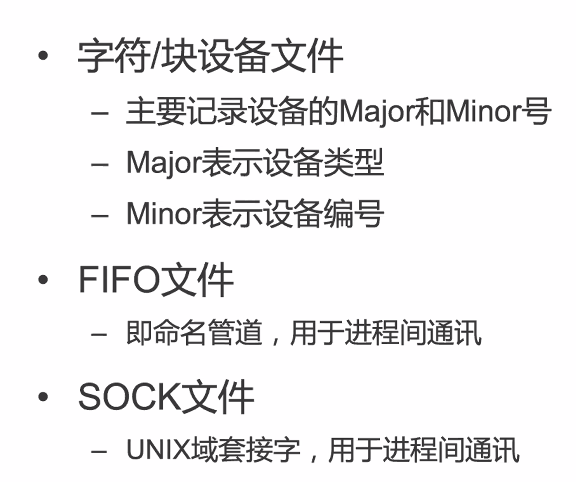 • 字符/块设备文件
– 主要记录设备的Major和Minor号
– Major表示设备类型
– Minor表示设备编号
• FIFO文件
– 即命名管道，用于进程间通讯
• SOCK文件
– UNIX域套接字，用于进程间通讯